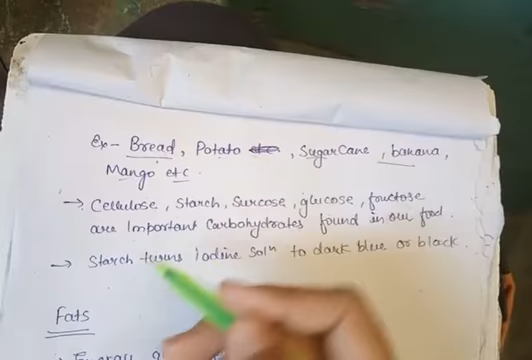 Ex- Bread, Potato, SugarCane, banana,
Mango etc.
→ Cellulose, Starch, Surcose, glucose, fouctose
are Important Carbohydrates found in our food.
→ Starch turns iodine Solⁿ to dark blue or black.
Fats